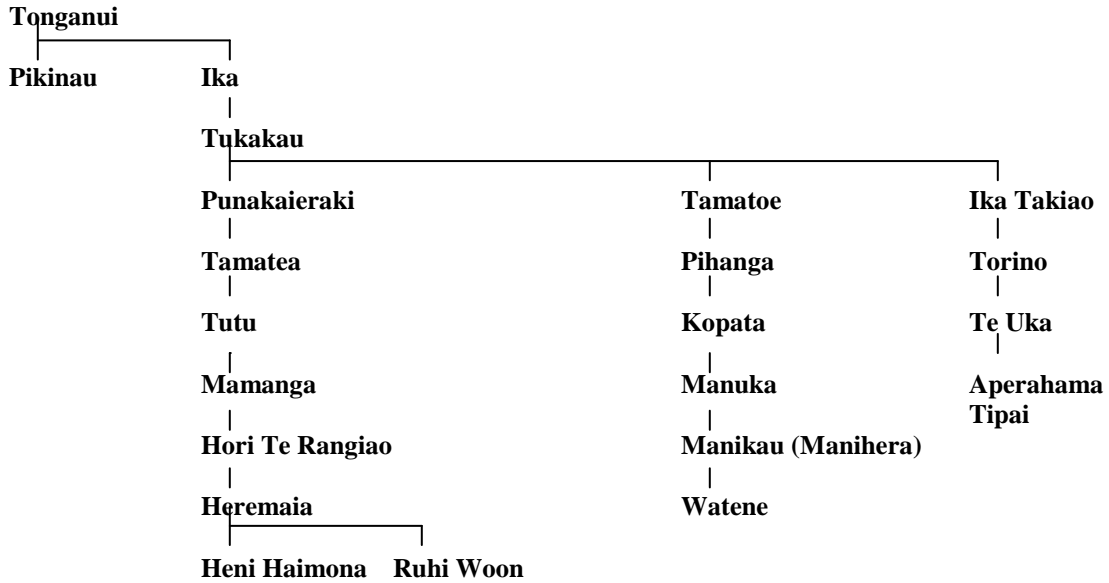 Tonganui
Pikinau Ika
Tukakau
Punakaieraki Tamatoe Ika Takiao
Tamatea Pihanga Torino
Tutu Kopata Te Uka
Mamanga Manuka Aperahama
Tipai
Hori Te Rangiao Manikau (Manihera)
Heremaia Watene
Heni Haimona Ruhi Woon